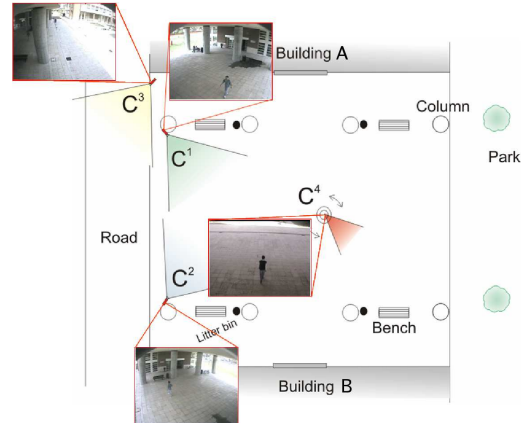 Building A
C3
Column
C1
Park
C4
Road
C2
Bench
Litter bin
Building B